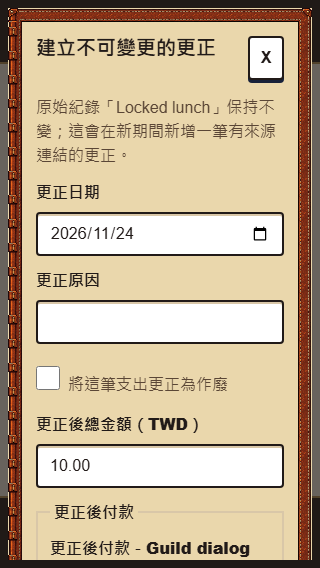 建立不可變更的更正
X
原始紀錄「Locked lunch」保持不
變；這會在新期間新增一筆有來源
連結的更正。
更正日期
2026/11/24
更正原因
將這筆支出更正為作廢
更正後總金額（TWD）
10.00
更正後付款
更正後付款 - Guild dialog